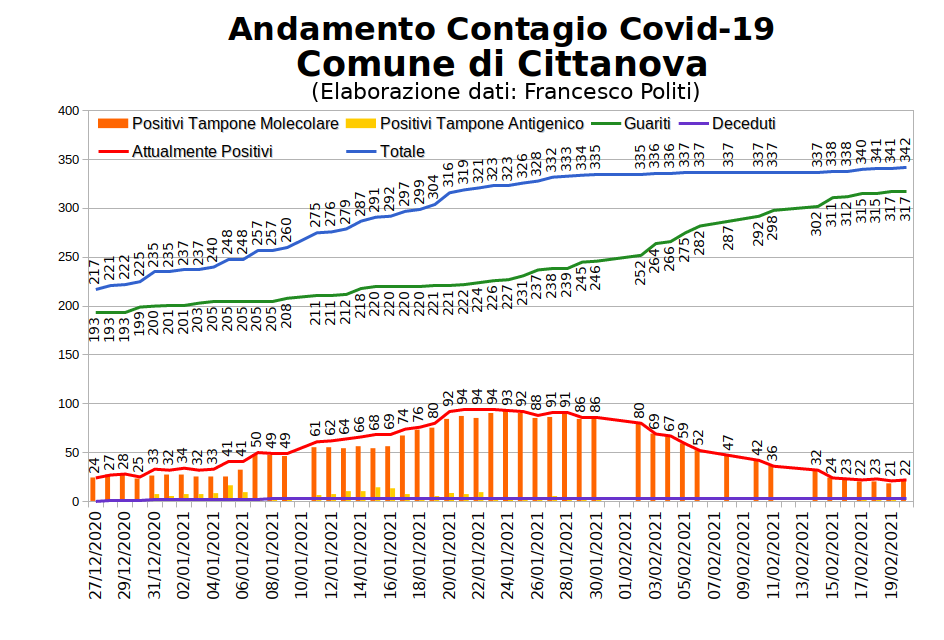 Andamento Contagio Covid-19
Comune di Cittanova
(Elaborazione dati: Francesco Politi)
Positivi Tampone Molecolare Positivi Tampone Antigenico Guariti Deceduti
Attualmente Positivi Totale
400
350
300
250
200
150
100
50
0
217 221 222 225 235 235 237 237 240 248 248 257 257 260 275 276 279 287 291 292 297 299 304 316 319 321 323 323 326 328 332 333 334 335 335 336 336 337 337 337 337 337 337 338 338 340 341 341 342
193 193 193 199 200 201 201 203 205 205 205 205 205 208 211 211 212 218 220 220 220 220 221 221 222 224 226 227 231 237 238 239 245 246 252 264 266 275 282 287 292 298 302 311 312 315 315 317 317
24 27 28 25 33 32 34 32 33 41 41 50 49 49 61 62 64 66 68 69 74 76 80 92 94 94 94 93 92 88 91 91 86 86 80 69 67 59 52 47 42 36 32 24 23 22 23 21 22
27/12/2020 29/12/2020 31/12/2020 02/01/2021 04/01/2021 06/01/2021 08/01/2021 10/01/2021 12/01/2021 14/01/2021 16/01/2021 18/01/2021 20/01/2021 22/01/2021 24/01/2021 26/01/2021 28/01/2021 30/01/2021 01/02/2021 03/02/2021 05/02/2021 07/02/2021 09/02/2021 11/02/2021 13/02/2021 15/02/2021 17/02/2021 19/02/2021